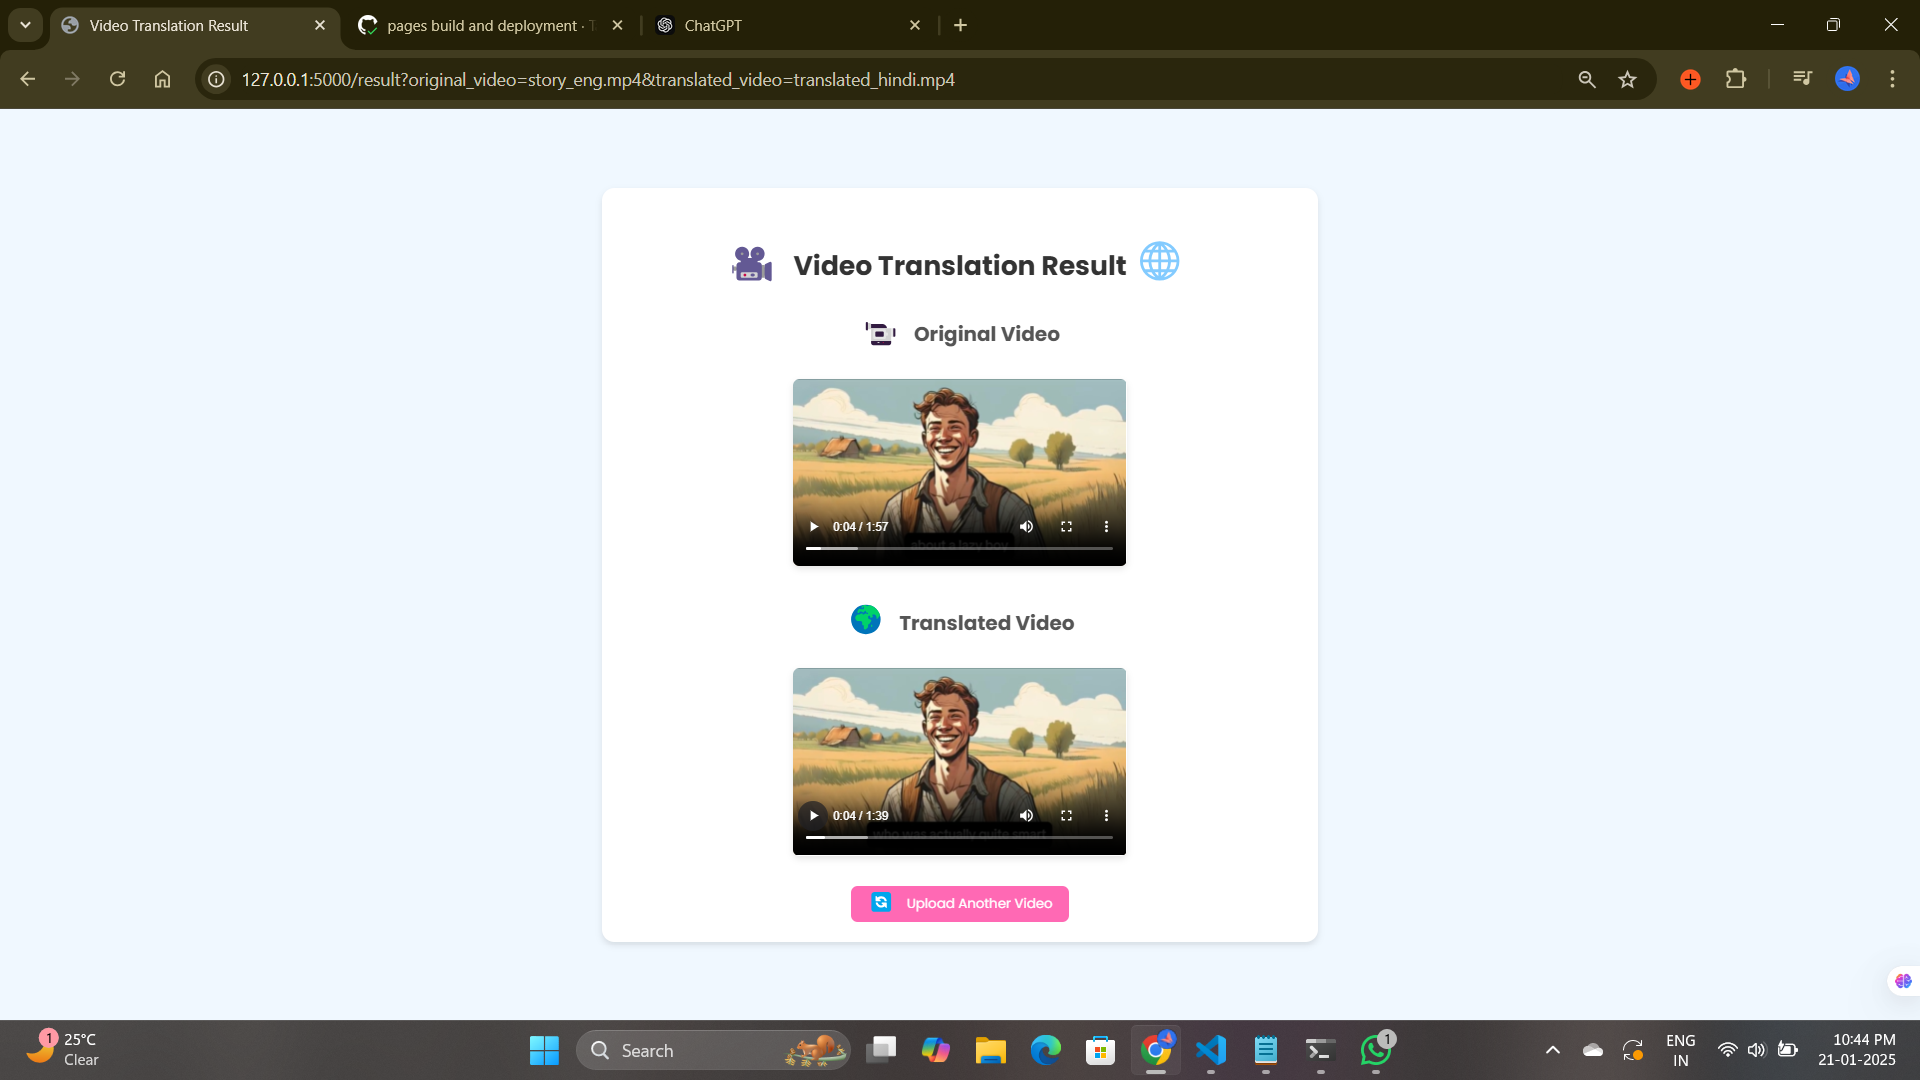 Video Translation Result
pages build and deployment ·
ChatGPT
127.0.0.1:5000/result?original_video=story_eng.mp4&translated_video=translated_hindi.mp4
Video Translation Result
Original Video
0:04 / 1:57
about a lazy boy
Translated Video
0:04 / 1:39
who was actually quite smart
Upload Another Video
1
25°C
Clear
Search
1
ENG
IN
10:44 PM
21-01-2025